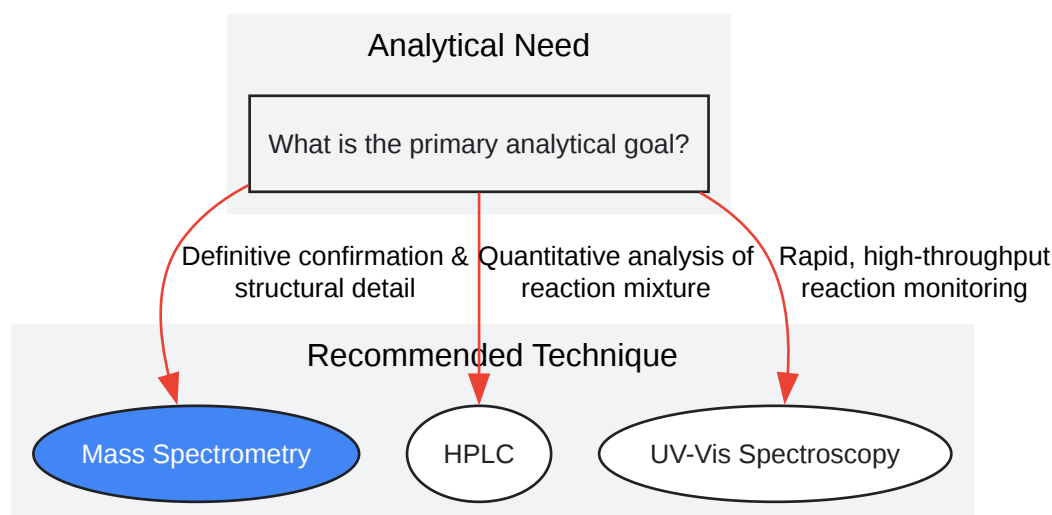 Analytical Need
What is the primary analytical goal?
Definitive confirmation &
structural detail
Quantitative analysis of
reaction mixture
Rapid, high-throughput
reaction monitoring
Recommended Technique
Mass Spectrometry
HPLC
UV-Vis Spectroscopy